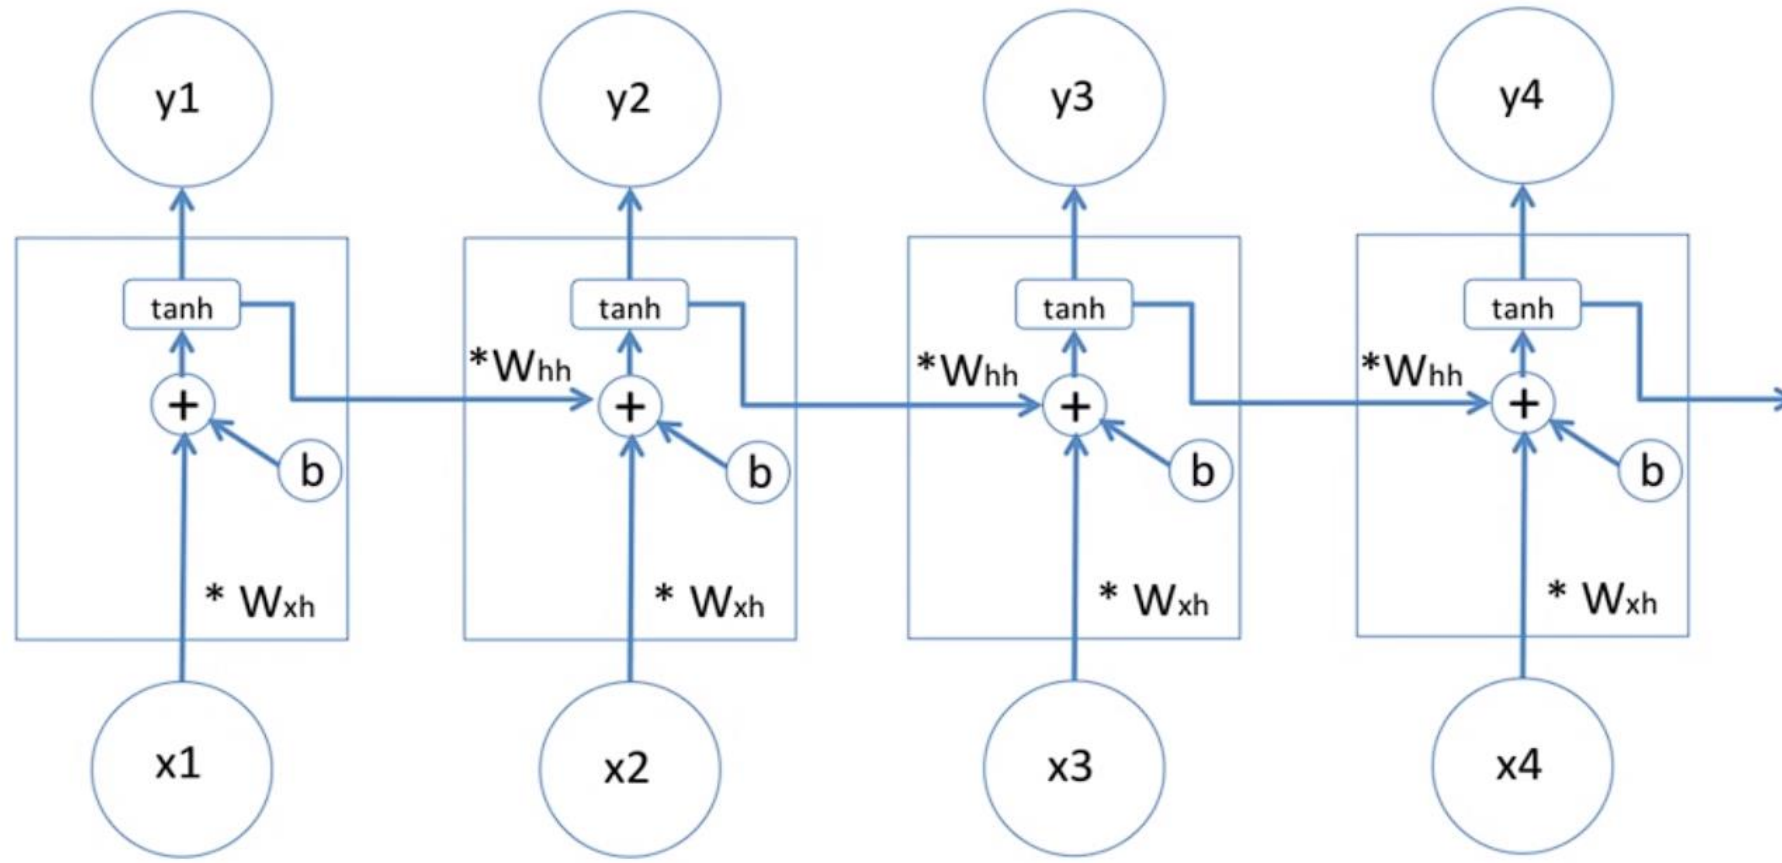 y1 y2 y3 y4
tanh tanh tanh tanh
*Whh *Whh *Whh
+ + + +
b b b b
* Wxh * Wxh * Wxh * Wxh
x1 x2 x3 x4